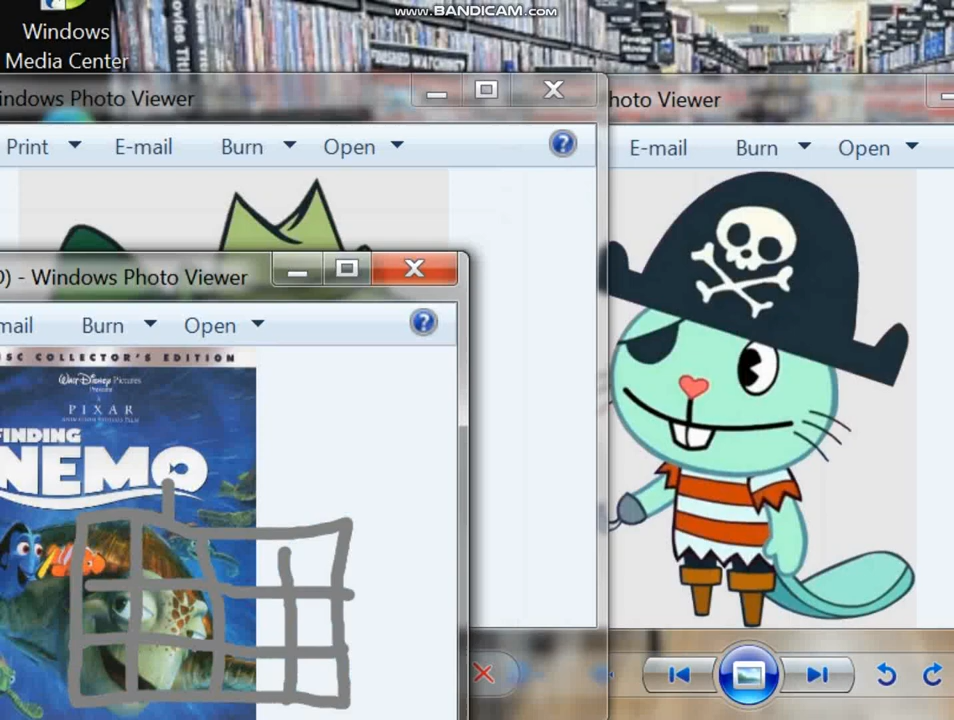 www.BANDICAM.com
Windows
Media Center
indows Photo Viewer
hoto Viewer
Print E-mail Burn Open
E-mail Burn Open
D) - Windows Photo Viewer
mail Burn Open
SC COLLECTOR'S EDITION
Walt Disney Pictures
Presents
PIXAR
FINDING
NEMO